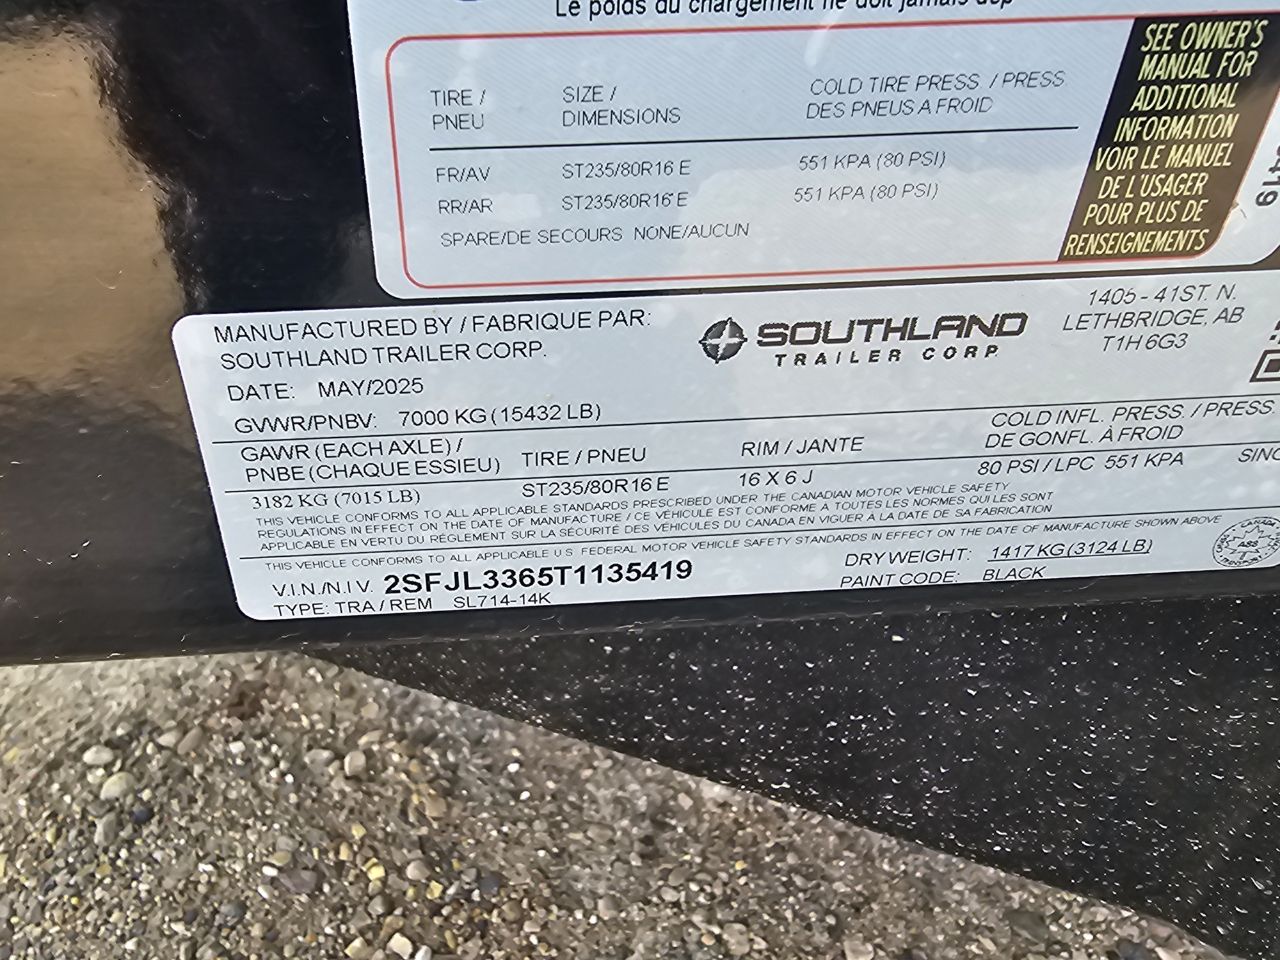 Le poids du chargement ne doit jamais dép
TIRE / PNEU SIZE / DIMENSIONS COLD TIRE PRESS. / PRESS. DES PNEUS A FROID
FR/AV ST235/80R16 E 551 KPA (80 PSI)
RR/AR ST235/80R16 E 551 KPA (80 PSI)
SPARE/DE SECOURS NONE/AUCUN
SEE OWNER'S
MANUAL FOR
ADDITIONAL
INFORMATION
VOIR LE MANUEL
DE L'USAGER
POUR PLUS DE
RENSEIGNEMENTS
5419
MANUFACTURED BY / FABRIQUE PAR:
SOUTHLAND TRAILER CORP.
SOUTHLAND
TRAILER CORP
1405 - 41ST. N.
LETHBRIDGE, AB
T1H 6G3
DATE: MAY/2025
GVWR/PNBV: 7000 KG (15432 LB)
GAWR (EACH AXLE) / PNBE (CHAQUE ESSIEU) TIRE / PNEU RIM / JANTE COLD INFL. PRESS. / PRESS. DE GONFL. À FROID
3182 KG (7015 LB) ST235/80R16 E 16 X 6 J 80 PSI / LPC 551 KPA SING
THIS VEHICLE CONFORMS TO ALL APPLICABLE STANDARDS PRESCRIBED UNDER THE CANADIAN MOTOR VEHICLE SAFETY
REGULATIONS IN EFFECT ON THE DATE OF MANUFACTURE / CE VÉHICULE EST CONFORME A TOUTES LES NORMES QUI LES SONT
APPLICABLE EN VERTU DU RÉGLEMENT SUR LA SÉCURITÉ DES VÉHICULES DU CANADA EN VIGUER À LA DATE DE SA FABRICATION
THIS VEHICLE CONFORMS TO ALL APPLICABLE U.S. FEDERAL MOTOR VEHICLE SAFETY STANDARDS IN EFFECT ON THE DATE OF MANUFACTURE SHOWN ABOVE
V.I.N./N.I.V. 2SFJL3365T1135419 DRY WEIGHT: 1417 KG (3124 LB)
TYPE: TRA / REM SL714-14K PAINT CODE: BLACK
CANADA